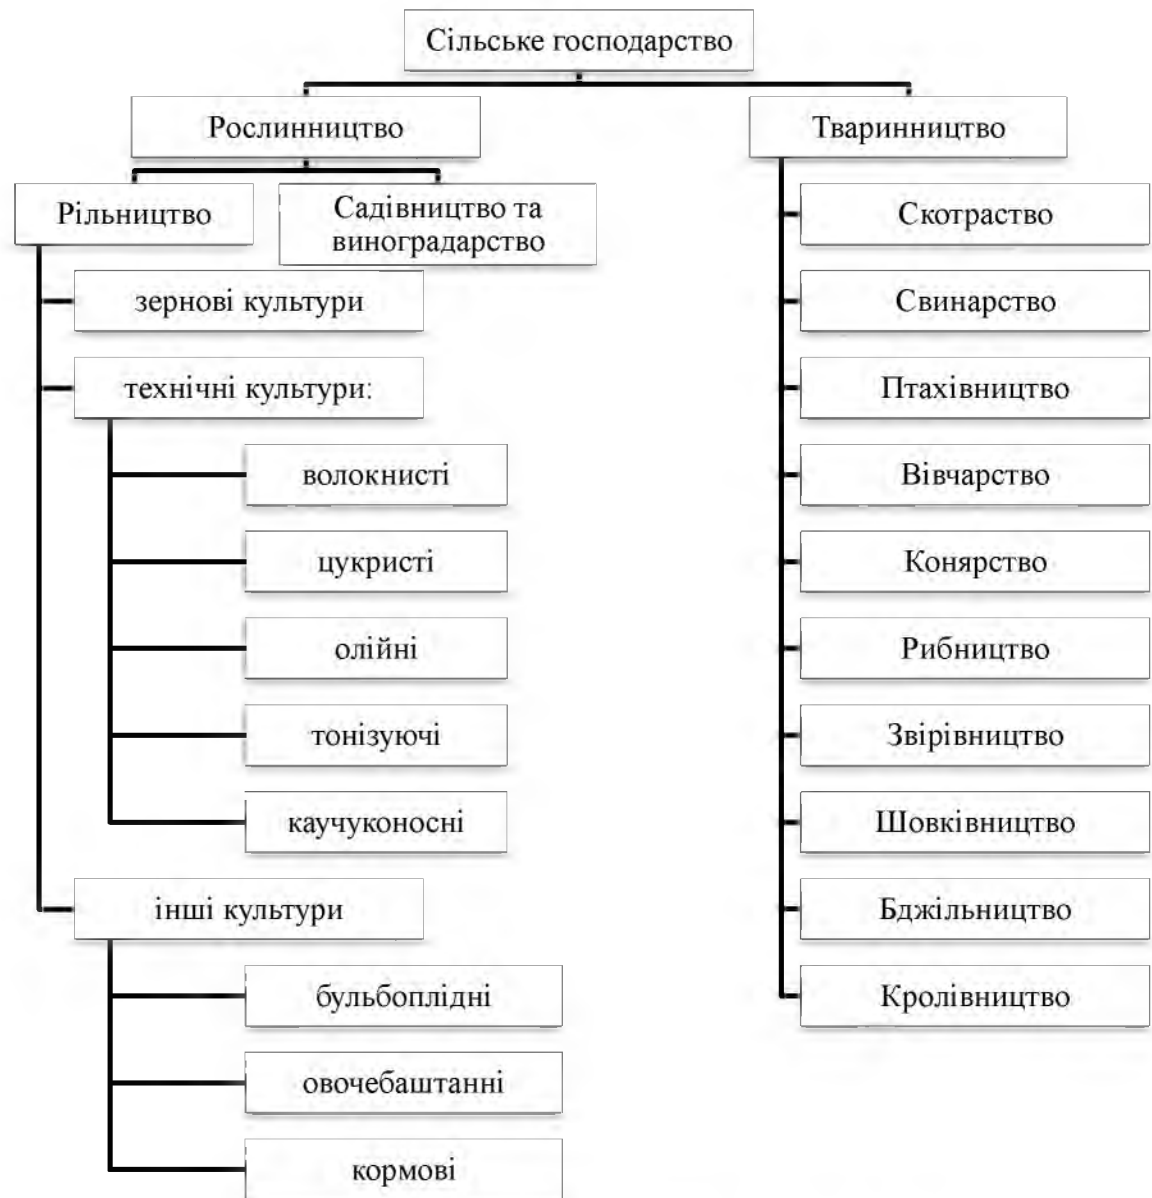 Сільське господарство
Рослинництво
Тваринництво
Рільництво
Садівництво та
виноградарство
зернові культури
технічні культури:
волокнисті
цукристі
олійні
тонізуючі
каучуконосні
інші культури
бульбоплідні
овочебаштанні
кормові
Скотраство
Свинарство
Птахівництво
Вівчарство
Конярство
Рибництво
Звірівництво
Шовківництво
Бджільництво
Кролівництво